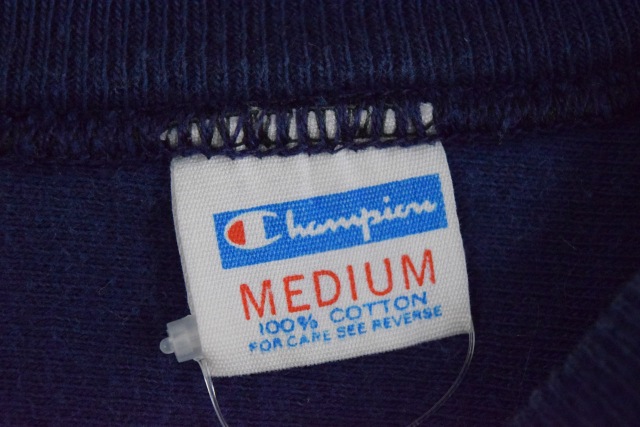 Champion
MEDIUM
100% COTTON
FOR CARE SEE REVERSE